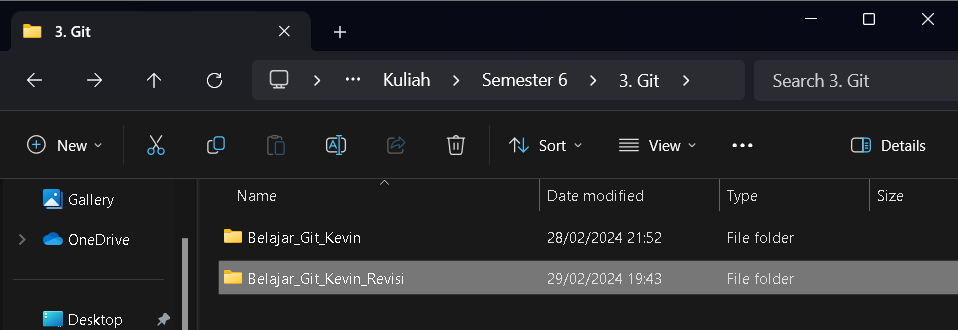 3. Git
Kuliah Semester 6 3. Git Search 3. Git
New Sort View Details
Gallery Name Date modified Type Size
OneDrive Belajar_Git_Kevin 28/02/2024 21:52 File folder
Belajar_Git_Kevin_Revisi 29/02/2024 19:43 File folder
Desktop